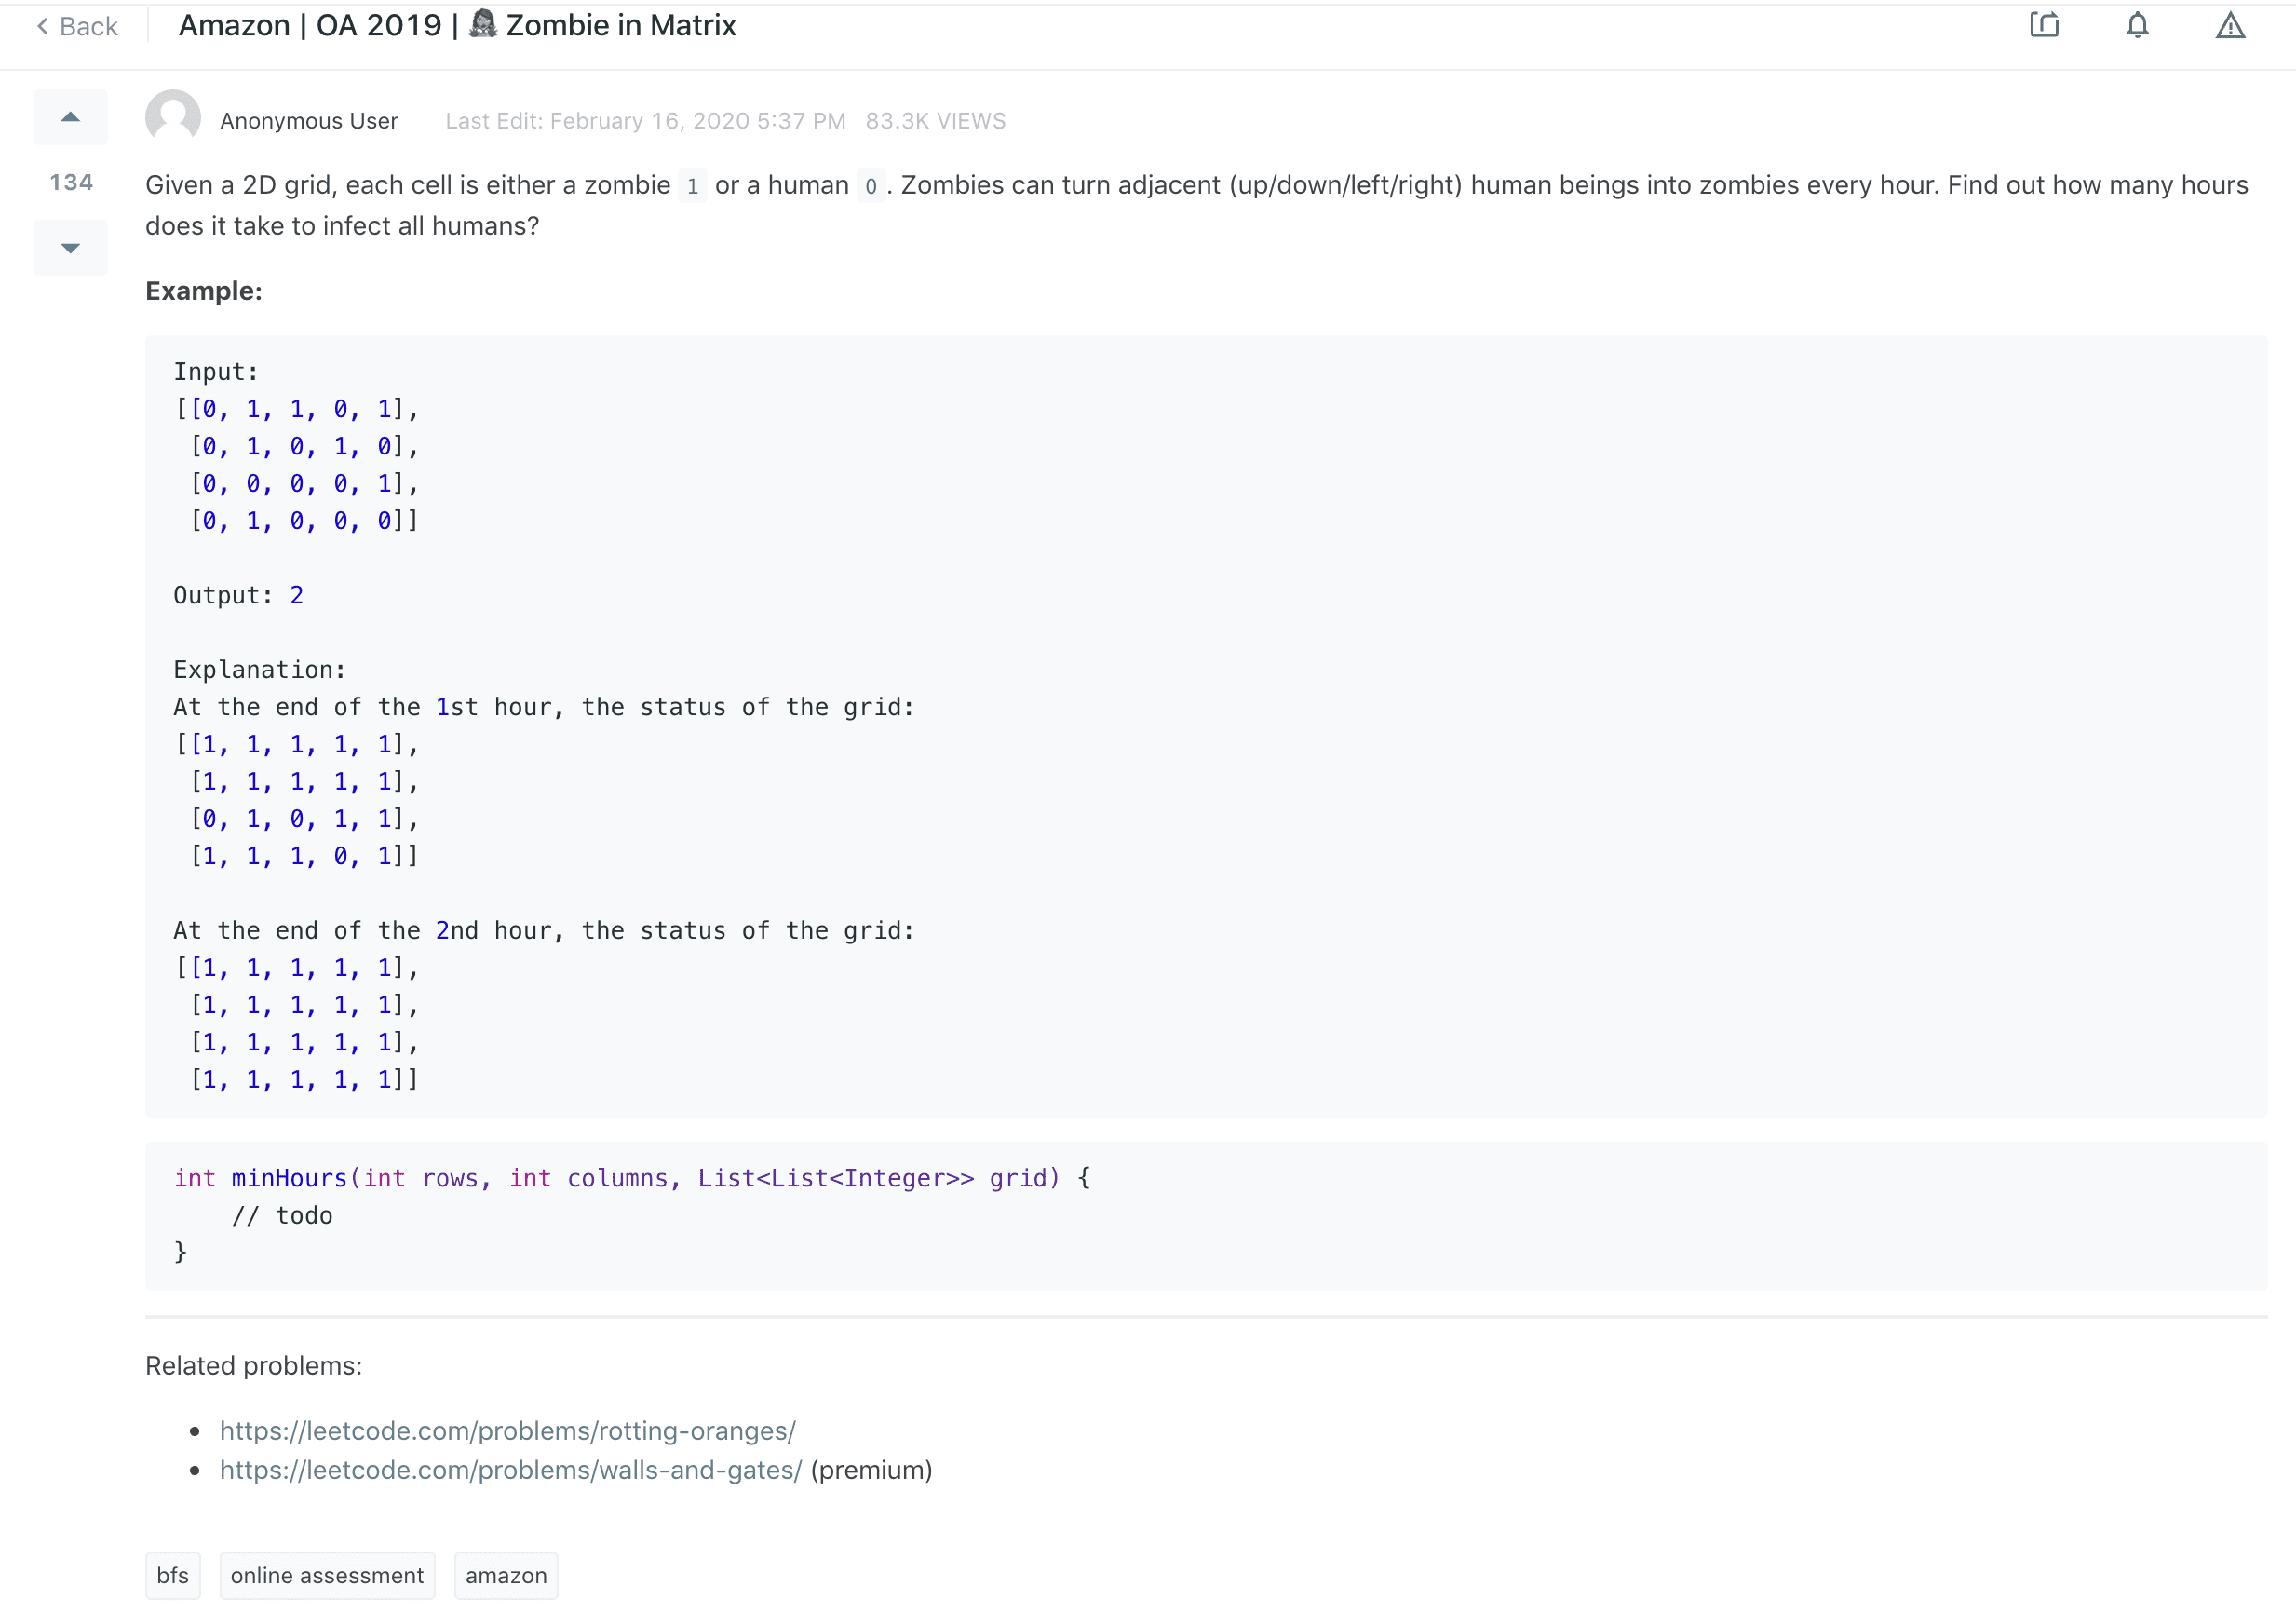 Back
Amazon | OA 2019 | 🧟‍♀️ Zombie in Matrix
Anonymous User Last Edit: February 16, 2020 5:37 PM 83.3K VIEWS
134
Given a 2D grid, each cell is either a zombie 1 or a human 0. Zombies can turn adjacent (up/down/left/right) human beings into zombies every hour. Find out how many hours
does it take to infect all humans?
Example:
Input:
[[0, 1, 1, 0, 1],
 [0, 1, 0, 1, 0],
 [0, 0, 0, 0, 1],
 [0, 1, 0, 0, 0]]
Output: 2
Explanation:
At the end of the 1st hour, the status of the grid:
[[1, 1, 1, 1, 1],
 [1, 1, 1, 1, 1],
 [0, 1, 0, 1, 1],
 [1, 1, 1, 0, 1]]
At the end of the 2nd hour, the status of the grid:
[[1, 1, 1, 1, 1],
 [1, 1, 1, 1, 1],
 [1, 1, 1, 1, 1],
 [1, 1, 1, 1, 1]]
int minHours(int rows, int columns, List<List<Integer>> grid) {
    // todo
}
Related problems:
• https://leetcode.com/problems/rotting-oranges/
• https://leetcode.com/problems/walls-and-gates/ (premium)
bfs
online assessment
amazon